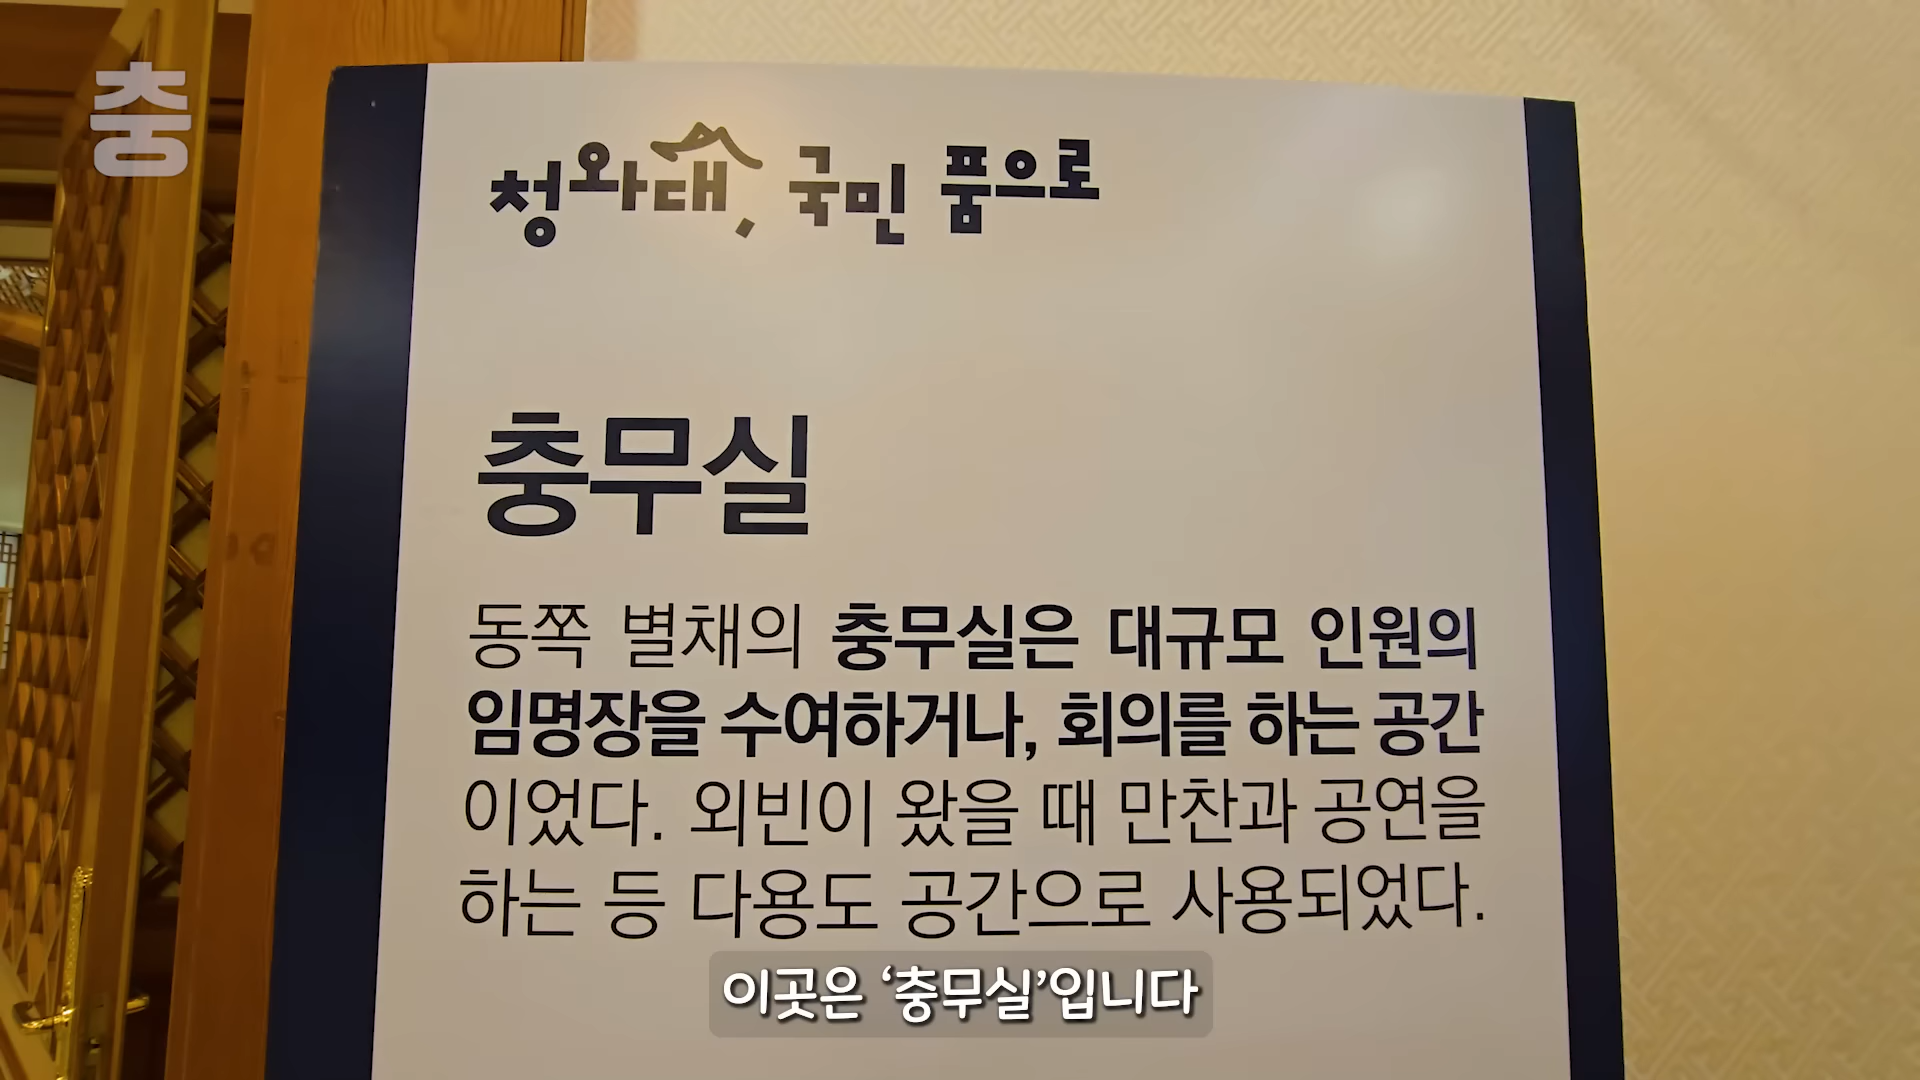 충
청와대, 국민 품으로
충무실
동쪽 별채의 충무실은 대규모 인원의
임명장을 수여하거나, 회의를 하는 공간
이었다. 외빈이 왔을 때 만찬과 공연을
하는 등 다용도 공간으로 사용되었다.
이곳은 ‘충무실’입니다